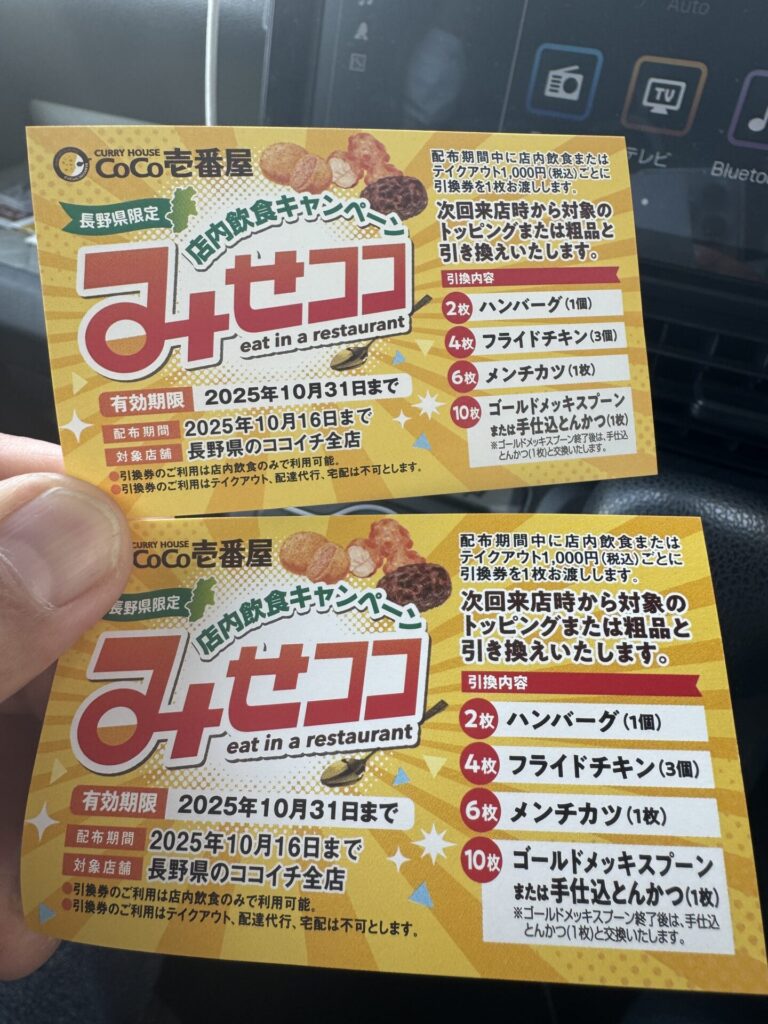 Auto
TV
テレビ
Bluetoo
CURRY HOUSE
CoCo壱番屋
長野県限定
店内飲食キャンペーン
みせココ
eat in a restaurant
有効期限 2025年10月31日まで
配布期間 2025年10月16日まで
対象店舗 長野県のココイチ全店
●引換券のご利用は店内飲食のみで利用可能。
●引換券のご利用はテイクアウト、配達代行、宅配は不可とします。
配布期間中に店内飲食または
テイクアウト1,000円(税込)ごとに
引換券を1枚お渡しします。
次回来店時から対象の
トッピングまたは粗品と
引き換えいたします。
引換内容
2枚 ハンバーグ(1個)
4枚 フライドチキン(3個)
6枚 メンチカツ(1枚)
10枚 ゴールドメッキスプーン
または手仕込とんかつ(1枚)
※ゴールドメッキスプーン終了後は、手仕込
とんかつ(1枚)と交換いたします。
CURRY HOUSE
CoCo壱番屋
長野県限定
店内飲食キャンペーン
みせココ
eat in a restaurant
有効期限 2025年10月31日まで
配布期間 2025年10月16日まで
対象店舗 長野県のココイチ全店
●引換券のご利用は店内飲食のみで利用可能。
●引換券のご利用はテイクアウト、配達代行、宅配は不可とします。
配布期間中に店内飲食または
テイクアウト1,000円(税込)ごとに
引換券を1枚お渡しします。
次回来店時から対象の
トッピングまたは粗品と
引き換えいたします。
引換内容
2枚 ハンバーグ(1個)
4枚 フライドチキン(3個)
6枚 メンチカツ(1枚)
10枚 ゴールドメッキスプーン
または手仕込とんかつ(1枚)
※ゴールドメッキスプーン終了後は、手仕込
とんかつ(1枚)と交換いたします。